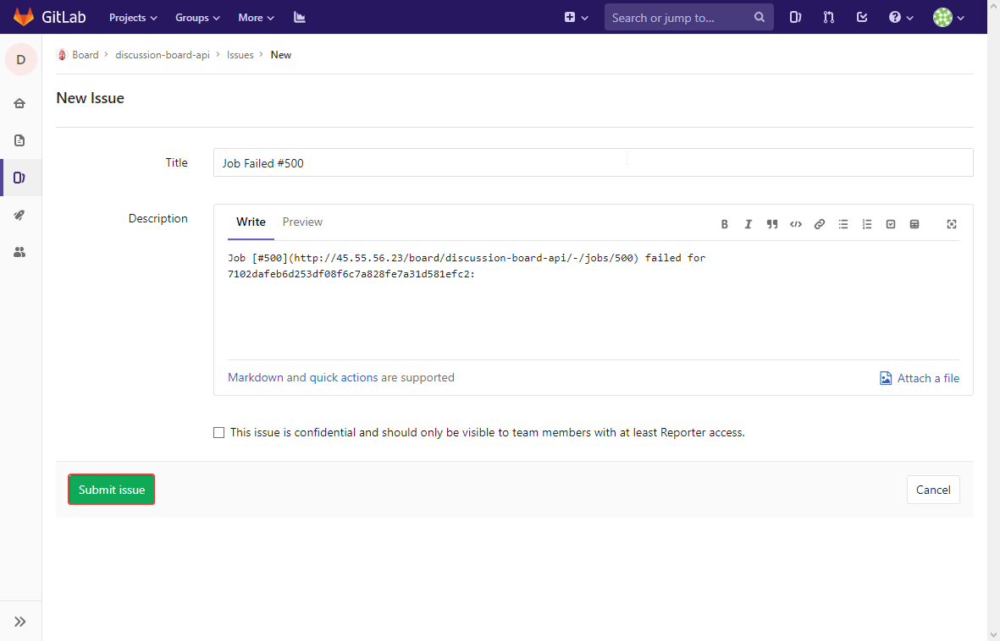 GitLab Projects Groups More Search or jump to...
D
Board › discussion-board-api › Issues › New
New Issue
Title
Job Failed #500
Description
Write Preview
Job [#500](http://45.55.56.23/board/discussion-board-api/-/jobs/500) failed for
7102dafeb6d253df08f6c7a828fe7a31d581efc2:
Markdown and quick actions are supported
Attach a file
This issue is confidential and should only be visible to team members with at least Reporter access.
Submit issue
Cancel